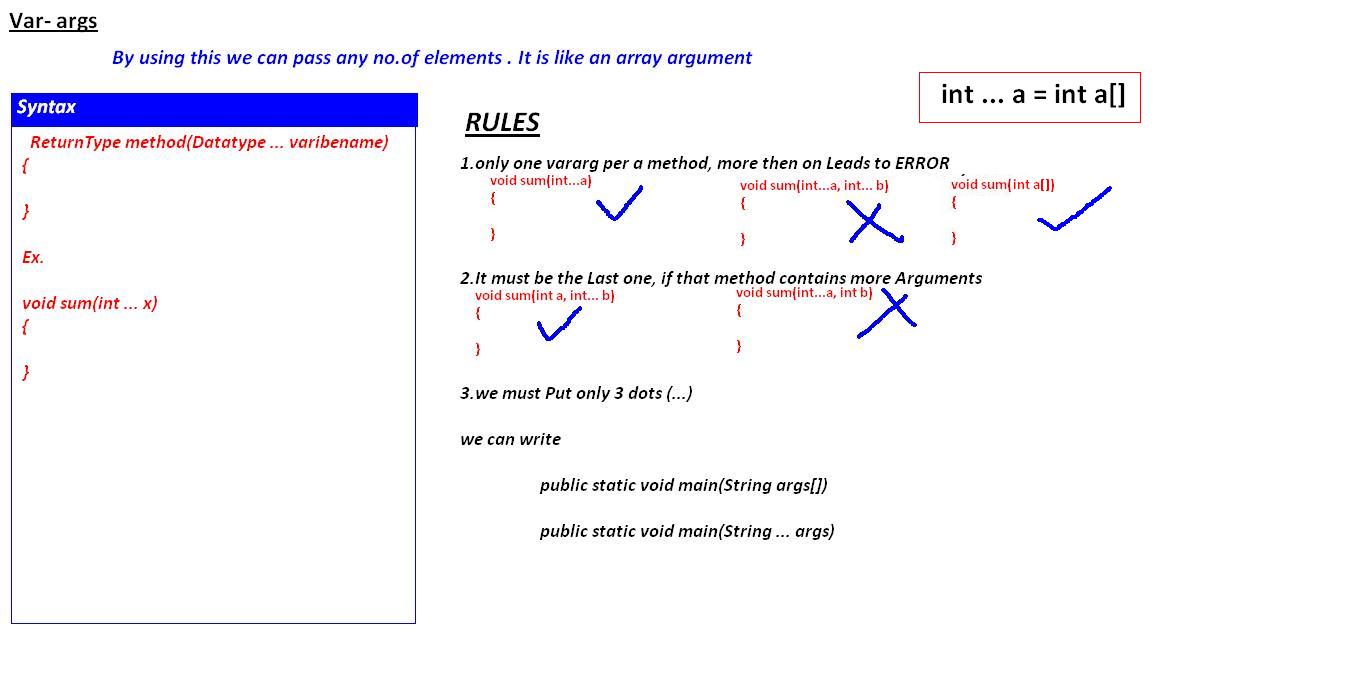 Var- args
By using this we can pass any no.of elements . It is like an array argument
int ... a = int a[]
Syntax
ReturnType method(Datatype ... varibename)
{
}
Ex.
void sum(int ... x)
{
}
RULES
1.only one vararg per a method, more then on Leads to ERROR
void sum(int...a)
{
}
void sum(int...a, int... b)
{
}
void sum(int a[])
{
}
2.It must be the Last one, if that method contains more Arguments
void sum(int a, int... b)
{
}
void sum(int...a, int b)
{
}
3.we must Put only 3 dots (...)
we can write
public static void main(String args[])
public static void main(String ... args)